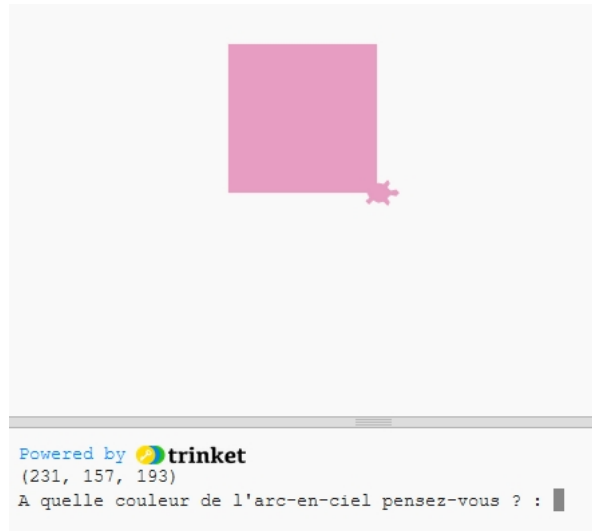 Powered by trinket
(231, 157, 193)
A quelle couleur de l'arc-en-ciel pensez-vous ? :